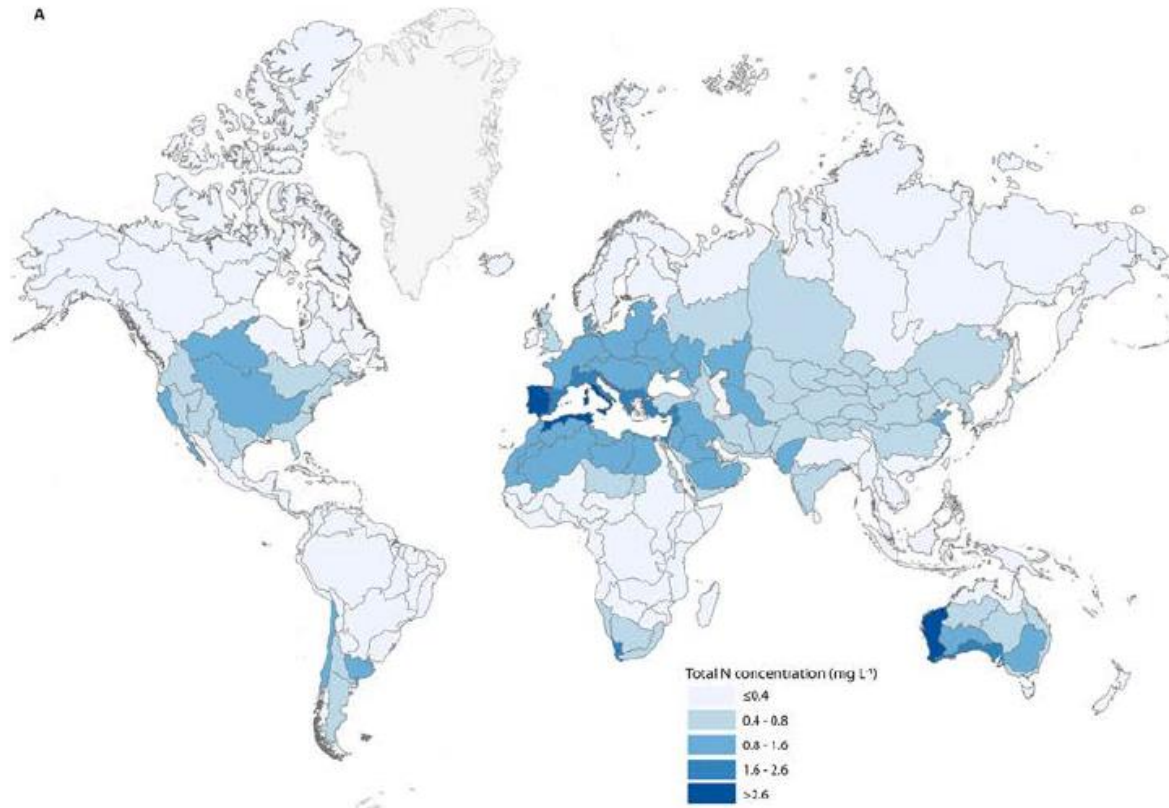 A
Total N concentration (mg L⁻¹)
≤0.4
0.4 - 0.8
0.8 - 1.6
1.6 - 2.6
>2.6